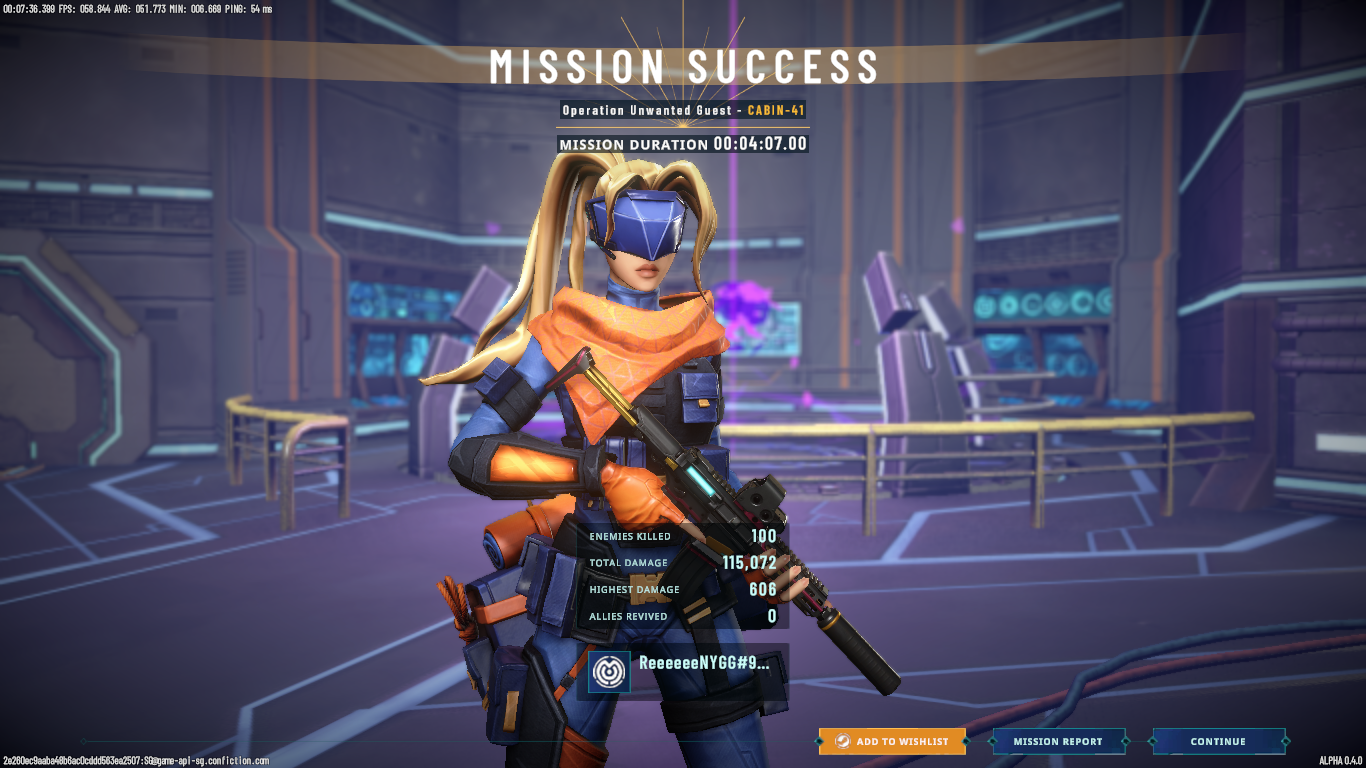 00:07:36.399 FPS: 058.844 AVG: 051.773 MIN: 006.669 PING: 54 ms
MISSION SUCCESS
Operation Unwanted Guest - CABIN-41
MISSION DURATION 00:04:07.00
ENEMIES KILLED 100
TOTAL DAMAGE 115,072
HIGHEST DAMAGE 606
ALLIES REVIVED 0
ReeeeeeNYGG#9...
ADD TO WISHLIST
MISSION REPORT
CONTINUE
ALPHA 0.4.0